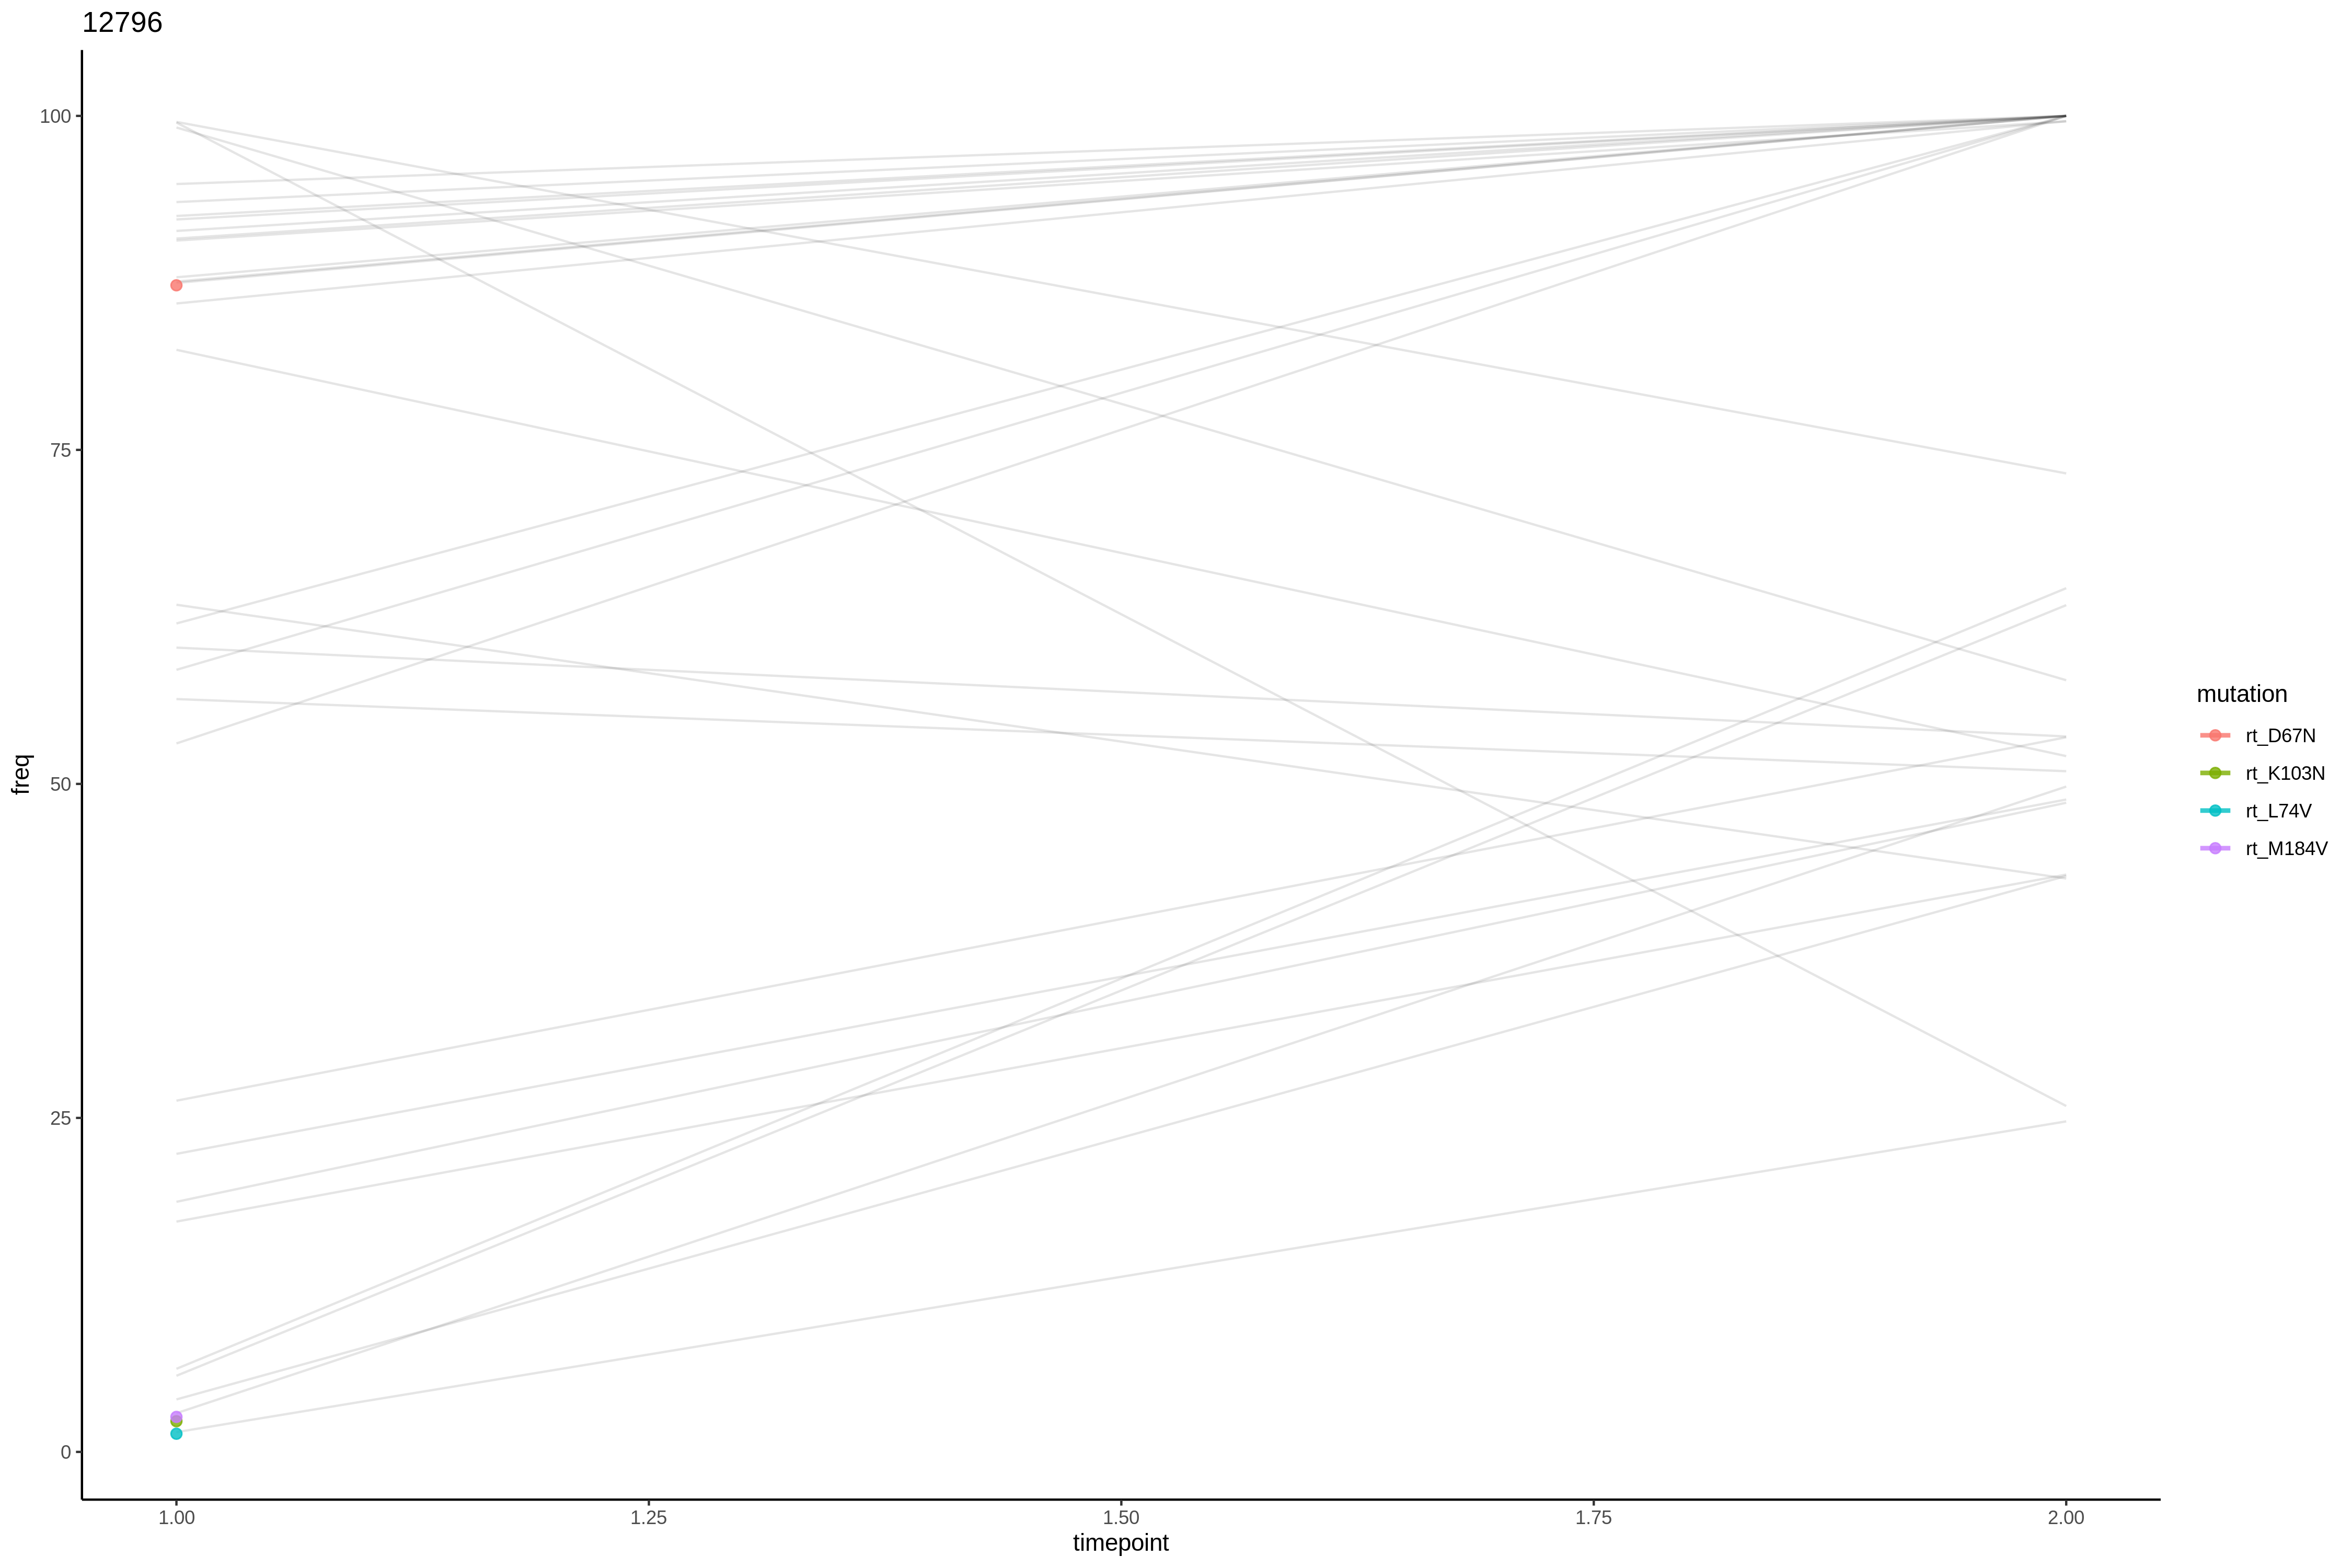 12796
100
75
50
25
0
freq
1.00 1.25 1.50 1.75 2.00
timepoint
mutation
rt_D67N
rt_K103N
rt_L74V
rt_M184V